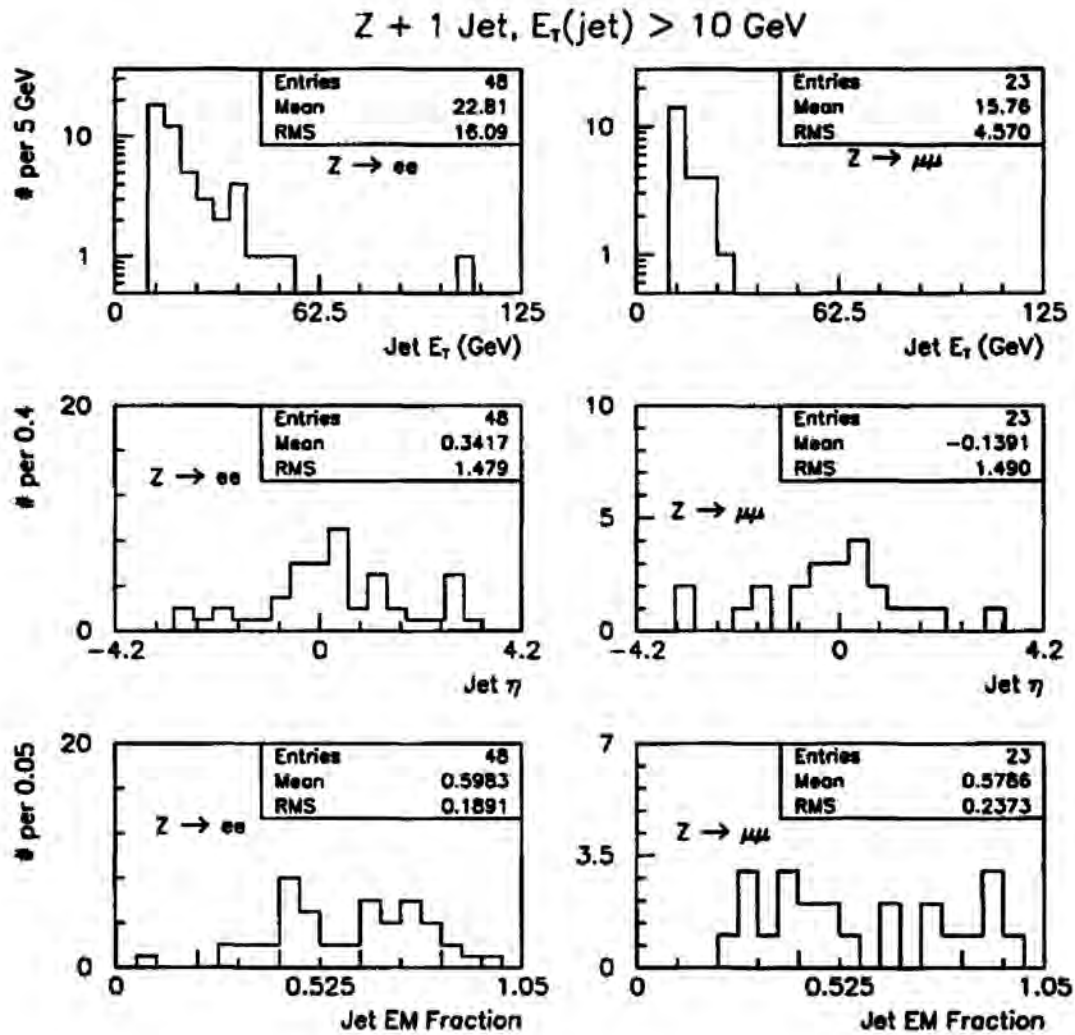 Z + 1 Jet, E_T(jet) > 10 GeV
# per 5 GeV
10
1
Entries 48
Mean 22.81
RMS 16.09
Z → ee
0 62.5 125
Jet E_T (GeV)
10
1
Entries 23
Mean 15.76
RMS 4.570
Z → μμ
0 62.5 125
Jet E_T (GeV)
# per 0.4
20
0
Entries 48
Mean 0.3417
RMS 1.479
Z → ee
-4.2 0 4.2
Jet η
10
5
0
Entries 23
Mean -0.1391
RMS 1.490
Z → μμ
-4.2 0 4.2
Jet η
# per 0.05
20
0
Entries 48
Mean 0.5983
RMS 0.1891
Z → ee
0 0.525 1.05
Jet EM Fraction
7
3.5
0
Entries 23
Mean 0.5786
RMS 0.2373
Z → μμ
0 0.525 1.05
Jet EM Fraction